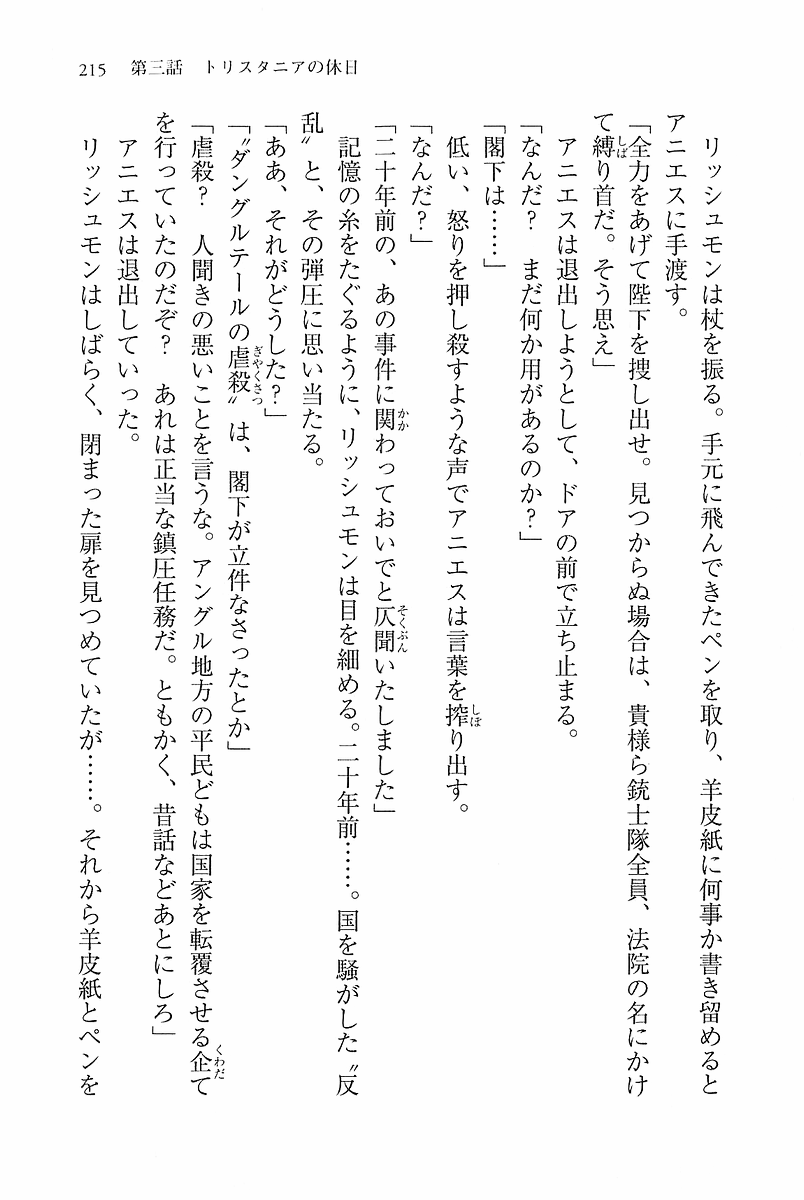 215　第三話　トリスタニアの休日
リッシュモンは杖を振る。手元に飛んできたペンを取り、羊皮紙に何事か書き留めると
アニエスに手渡す。
「全力をあげて陛下を捜し出せ。見つからぬ場合は、貴様ら銃士隊全員、法院の名にかけ
て縛り首だ。そう思え」
アニエスは退出しようとして、ドアの前で立ち止まる。
「なんだ？　まだ何か用があるのか？」
「閣下は……」
低い、怒りを押し殺すような声でアニエスは言葉を搾り出す。
「なんだ？」
「二十年前の、あの事件に関わっておいでと仄聞いたしました」
記憶の糸をたぐるように、リッシュモンは目を細める。二十年前……。国を騒がした〝反
乱〟と、その弾圧に思い当たる。
「ああ、それがどうした？」
「〝ダングルテールの虐殺〟は、閣下が立件なさったとか」
「虐殺？　人聞きの悪いことを言うな。アングル地方の平民どもは国家を転覆させる企て
を行っていたのだぞ？　あれは正当な鎮圧任務だ。ともかく、昔話などあとにしろ」
アニエスは退出していった。
リッシュモンはしばらく、閉まった扉を見つめていたが……。それから羊皮紙とペンを